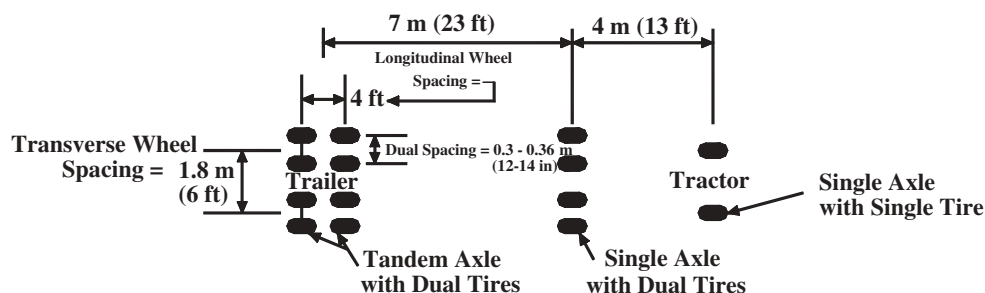 7 m (23 ft)
4 m (13 ft)
Longitudinal Wheel
Spacing =
4 ft
Transverse Wheel
Spacing =
1.8 m
(6 ft)
Dual Spacing = 0.3 - 0.36 m
(12-14 in)
Trailer
Tractor
Single Axle
with Single Tire
Tandem Axle
with Dual Tires
Single Axle
with Dual Tires